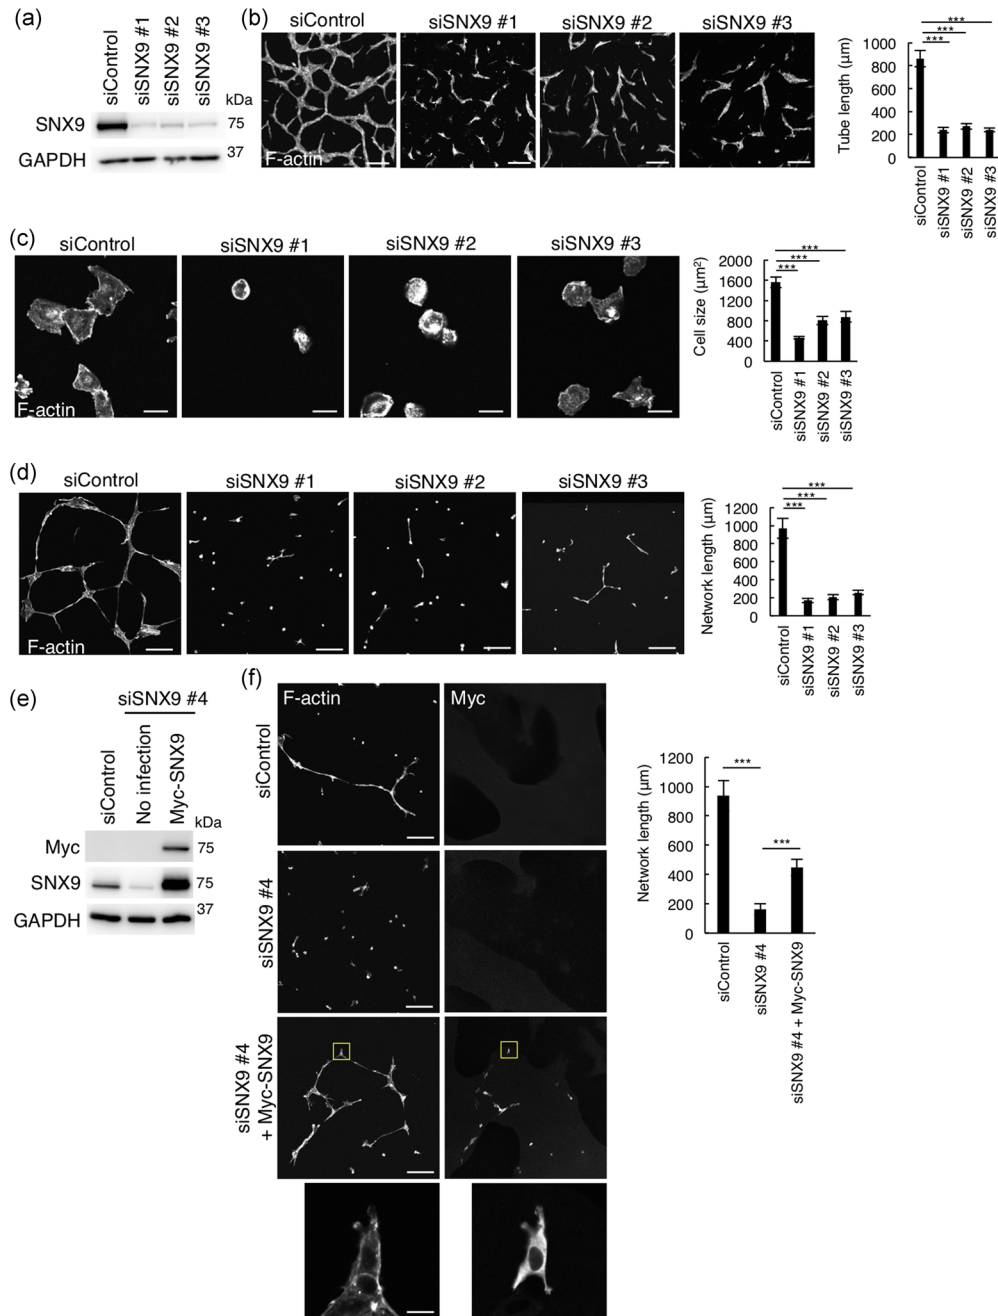 (a)
siControl
siSNX9 #1
siSNX9 #2
siSNX9 #3
kDa
SNX9
75
GAPDH
37
(b)
siControl
siSNX9 #1
siSNX9 #2
siSNX9 #3
F-actin
Tube length (µm)
1000
800
600
400
200
0
***
***
***
siControl
siSNX9 #1
siSNX9 #2
siSNX9 #3
(c)
siControl
siSNX9 #1
siSNX9 #2
siSNX9 #3
F-actin
Cell size (µm²)
2000
1600
1200
800
400
0
***
***
***
siControl
siSNX9 #1
siSNX9 #2
siSNX9 #3
(d)
siControl
siSNX9 #1
siSNX9 #2
siSNX9 #3
F-actin
Network length (µm)
1200
1000
800
600
400
200
0
***
***
***
siControl
siSNX9 #1
siSNX9 #2
siSNX9 #3
(e)
siSNX9 #4
siControl
No infection
Myc-SNX9
kDa
Myc
75
SNX9
75
GAPDH
37
(f)
F-actin
Myc
siControl
siSNX9 #4
siSNX9 #4
+ Myc-SNX9
Network length (µm)
1200
1000
800
600
400
200
0
***
***
siControl
siSNX9 #4
siSNX9 #4 + Myc-SNX9